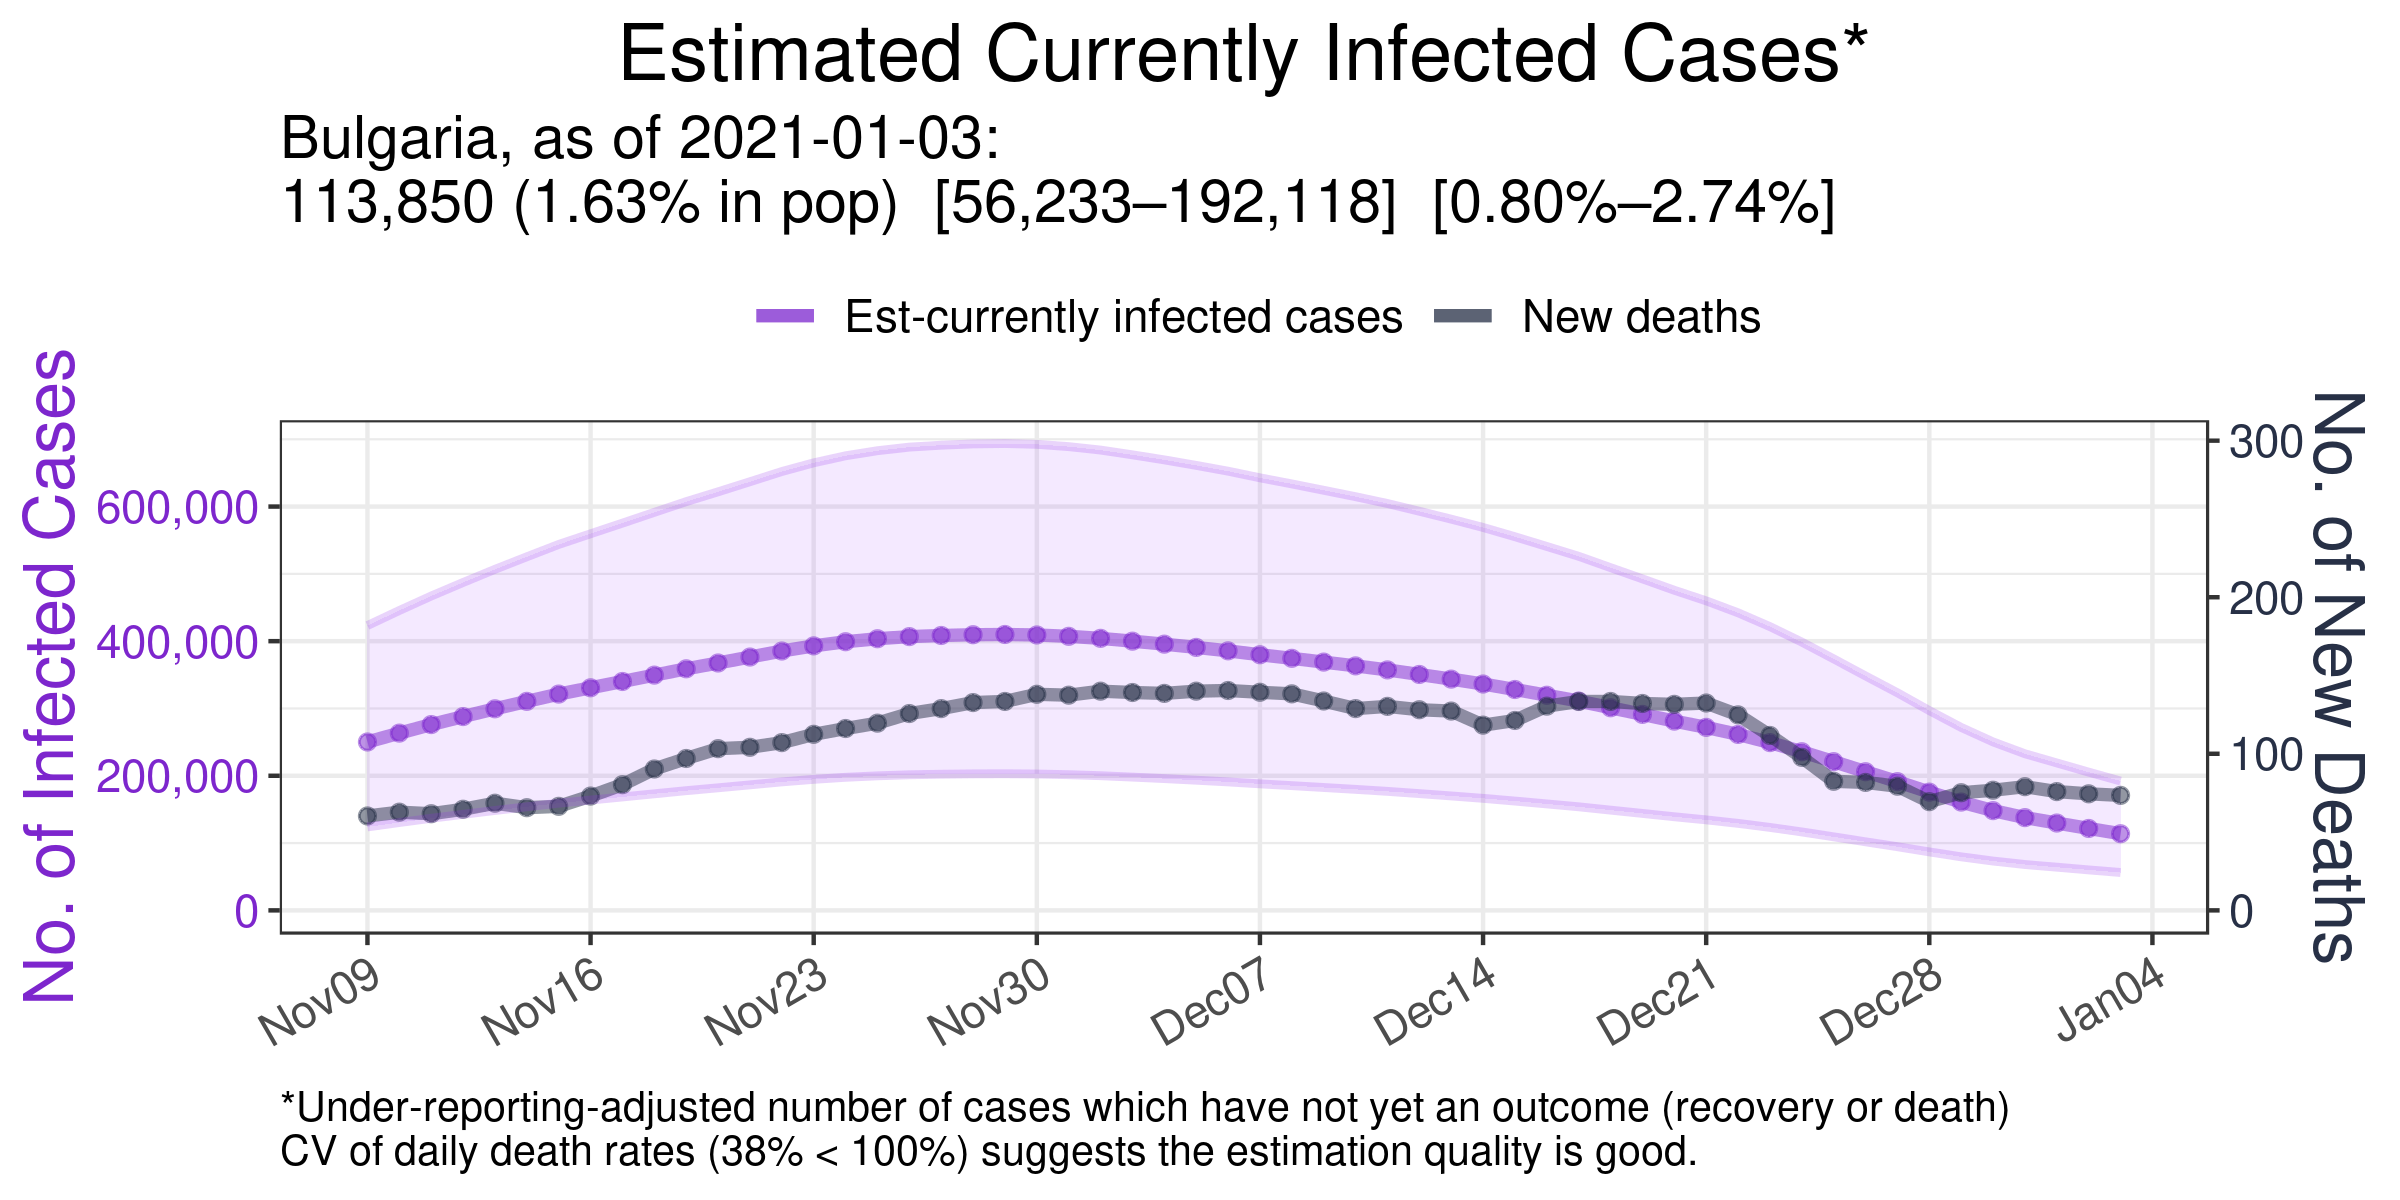 Estimated Currently Infected Cases*
Bulgaria, as of 2021-01-03:
113,850 (1.63% in pop)  [56,233–192,118]  [0.80%–2.74%]
Est-currently infected cases
New deaths
No. of Infected Cases
600,000
400,000
200,000
0
300
200
100
0
No. of New Deaths
Nov09
Nov16
Nov23
Nov30
Dec07
Dec14
Dec21
Dec28
Jan04
*Under-reporting-adjusted number of cases which have not yet an outcome (recovery or death)
CV of daily death rates (38% < 100%) suggests the estimation quality is good.